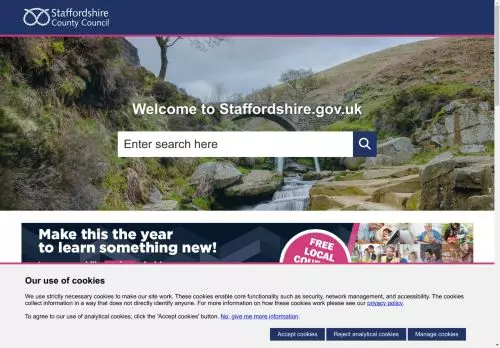 Staffordshire
County Council
Welcome to Staffordshire.gov.uk
Enter search here
Make this the year
to learn something new!
FREE
LOCAL
Our use of cookies
We use strictly necessary cookies to make our site work. These cookies enable core functionality such as security, network management, and accessibility. The cookies
collect information in a way that does not directly identify anyone. For more information on how these cookies work please see our privacy policy.
To agree to our use of analytical cookies, click the 'Accept cookies' button. No, give me more information.
Accept cookies
Reject analytical cookies
Manage cookies